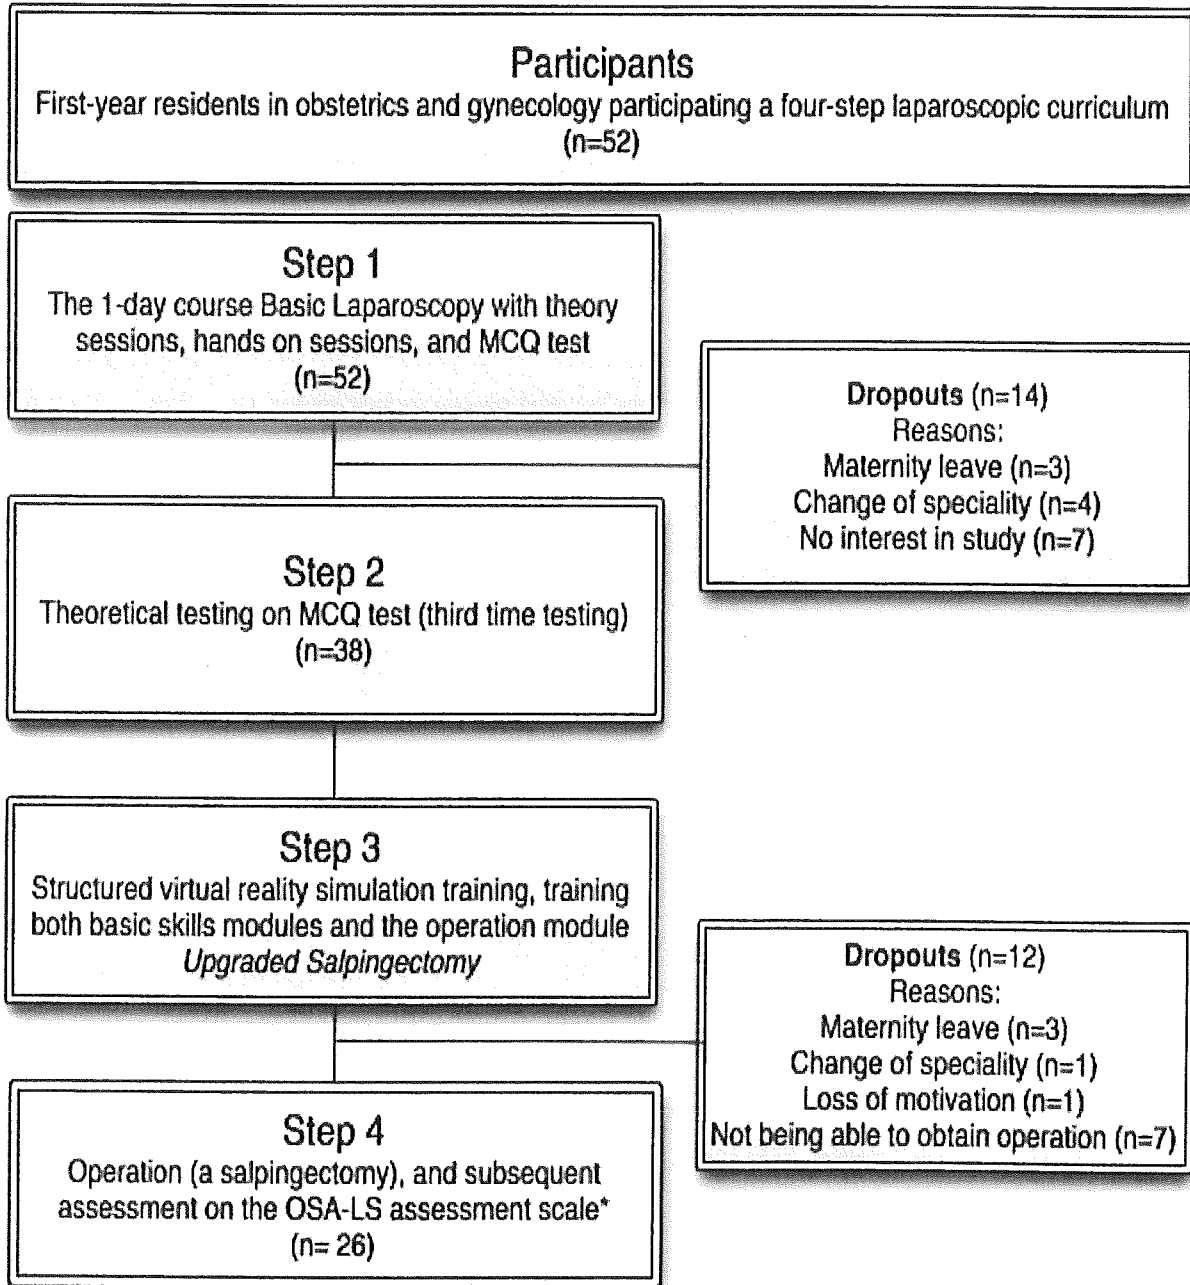 Participants
First-year residents in obstetrics and gynecology participating a four-step laparoscopic curriculum
(n=52)
Step 1
The 1-day course Basic Laparoscopy with theory
sessions, hands on sessions, and MCQ test
(n=52)
Dropouts (n=14)
Reasons:
Maternity leave (n=3)
Change of speciality (n=4)
No interest in study (n=7)
Step 2
Theoretical testing on MCQ test (third time testing)
(n=38)
Step 3
Structured virtual reality simulation training, training
both basic skills modules and the operation module
Upgraded Salpingectomy
Dropouts (n=12)
Reasons:
Maternity leave (n=3)
Change of speciality (n=1)
Loss of motivation (n=1)
Not being able to obtain operation (n=7)
Step 4
Operation (a salpingectomy), and subsequent
assessment on the OSA-LS assessment scale*
(n= 26)